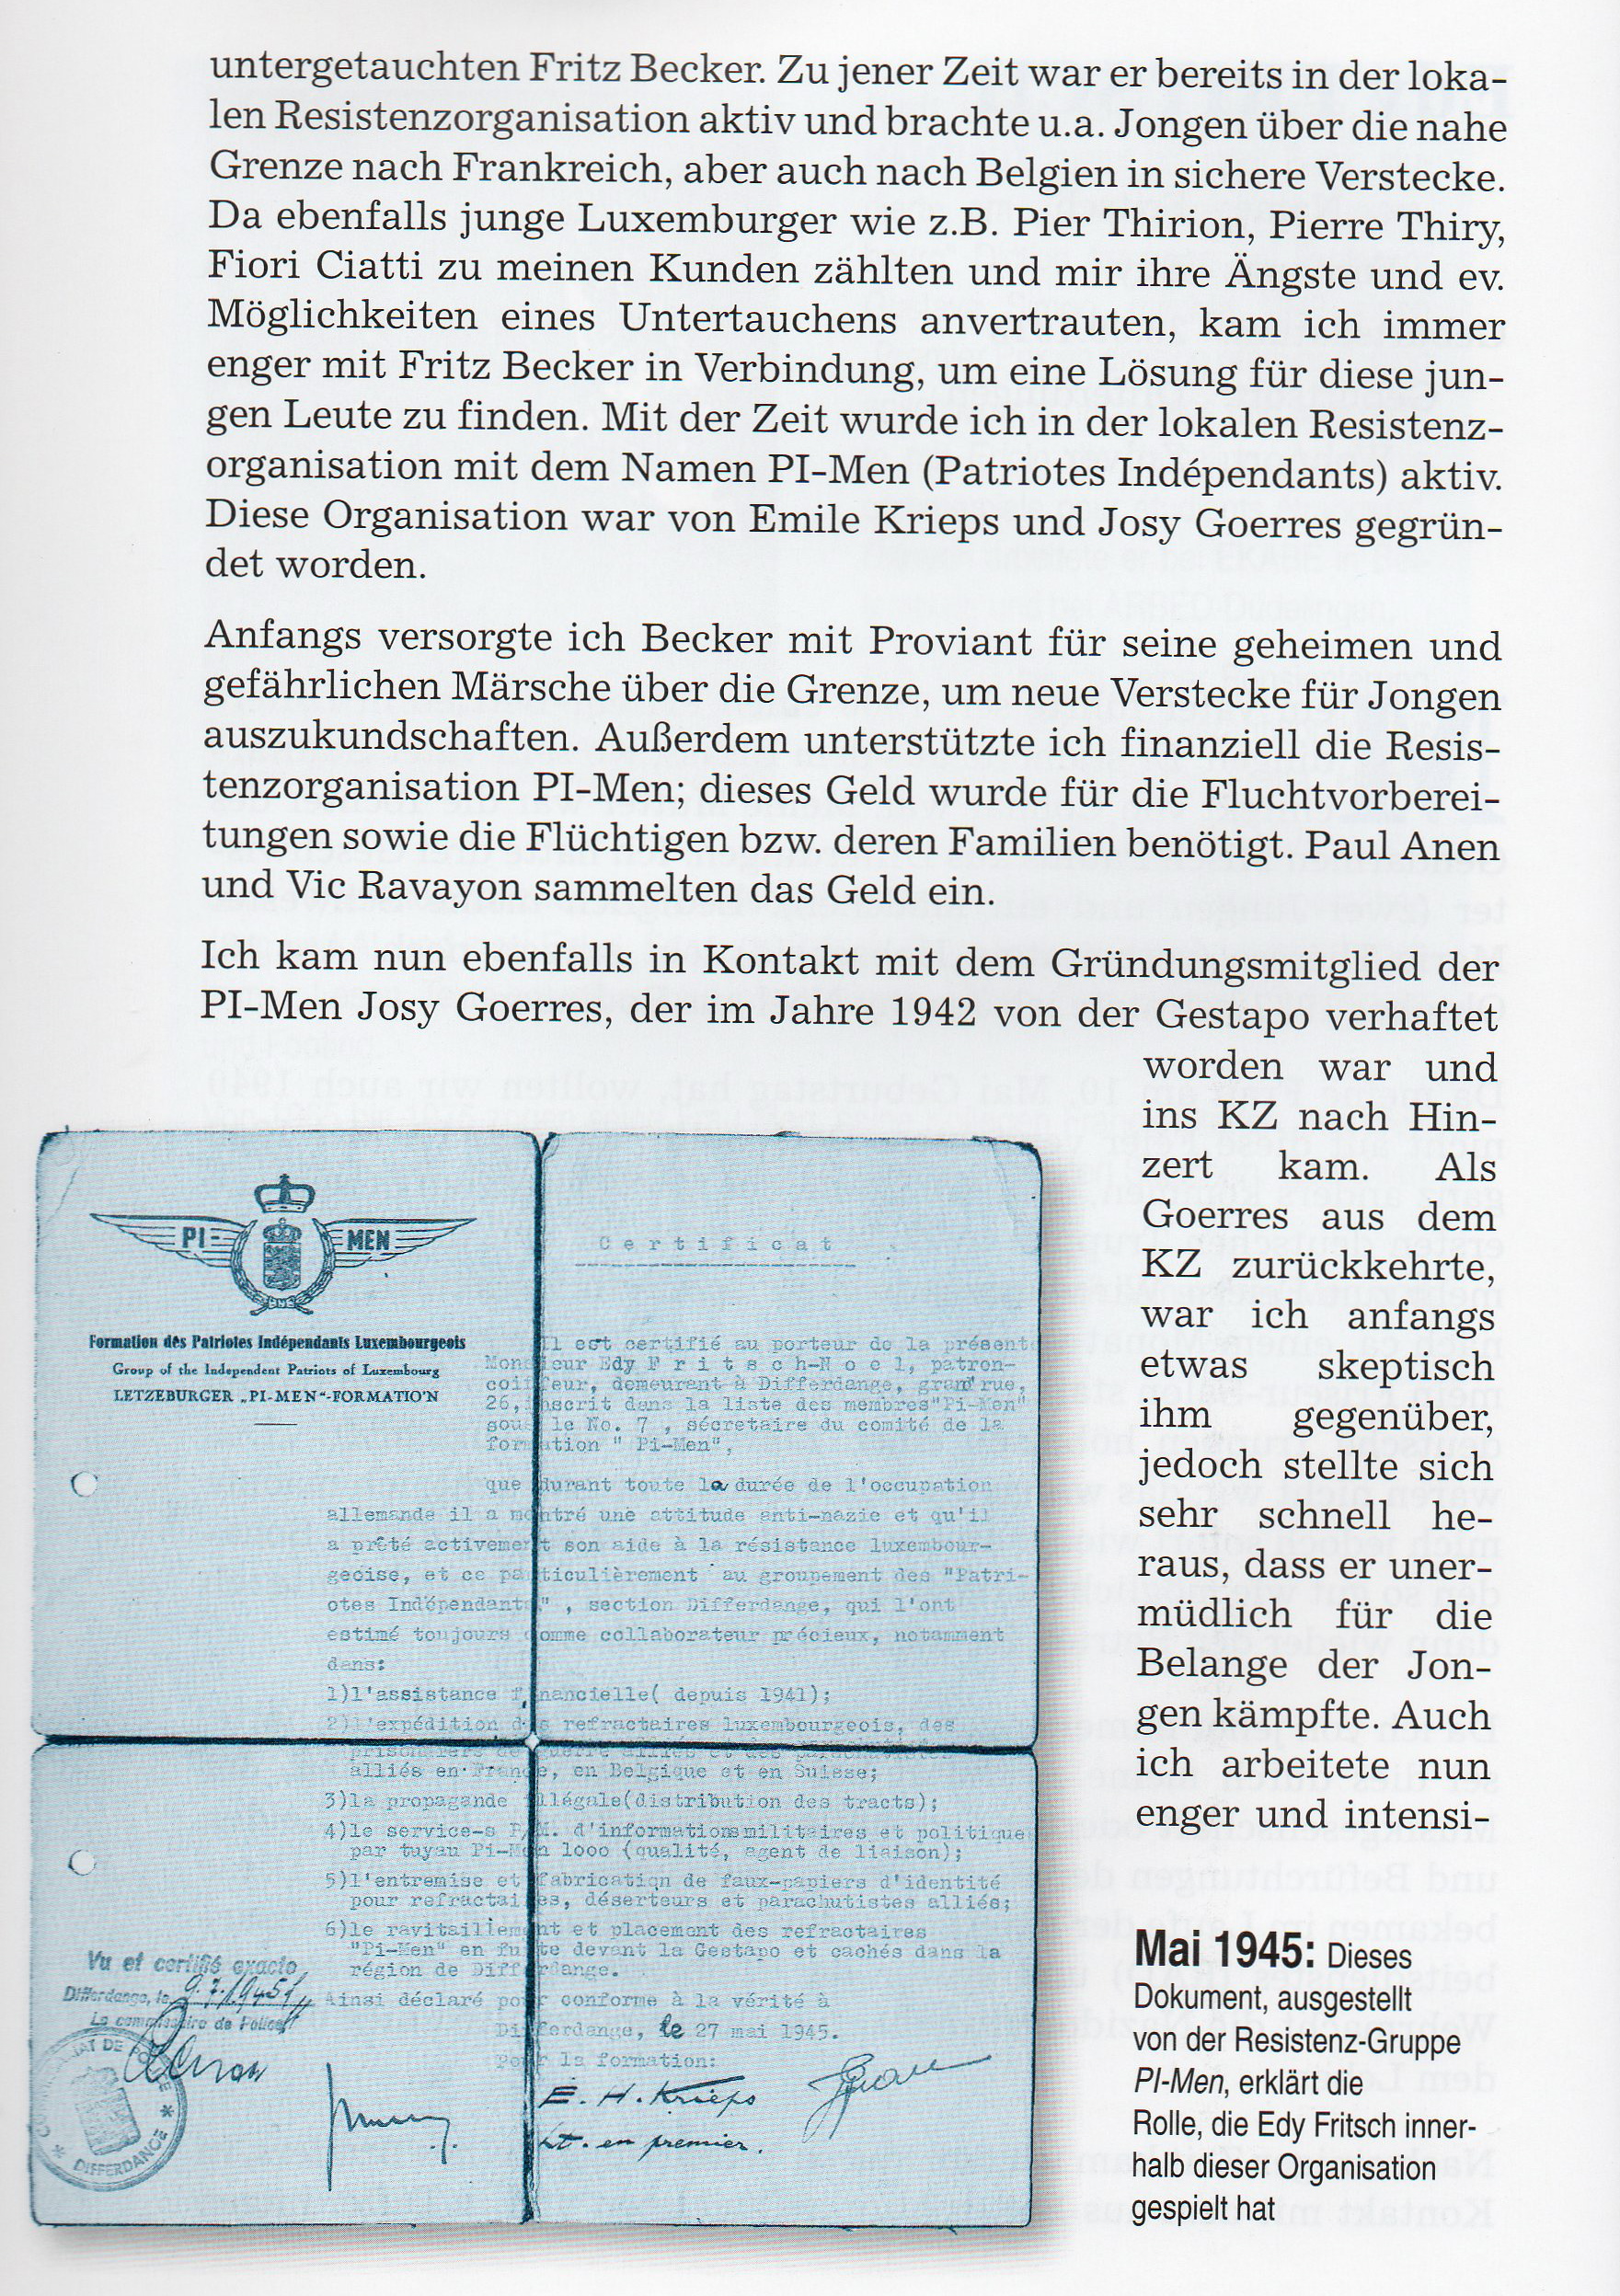 untergetauchten Fritz Becker. Zu jener Zeit war er bereits in der loka-
len Resistenzorganisation aktiv und brachte u.a. Jongen über die nahe
Grenze nach Frankreich, aber auch nach Belgien in sichere Verstecke.
Da ebenfalls junge Luxemburger wie z.B. Pier Thirion, Pierre Thiry,
Fiori Ciatti zu meinen Kunden zählten und mir ihre Ängste und ev.
Möglichkeiten eines Untertauchens anvertrauten, kam ich immer
enger mit Fritz Becker in Verbindung, um eine Lösung für diese jun-
gen Leute zu finden. Mit der Zeit wurde ich in der lokalen Resistenz-
organisation mit dem Namen PI-Men (Patriotes Indépendants) aktiv.
Diese Organisation war von Emile Krieps und Josy Goerres gegrün-
det worden.
Anfangs versorgte ich Becker mit Proviant für seine geheimen und
gefährlichen Märsche über die Grenze, um neue Verstecke für Jongen
auszukundschaften. Außerdem unterstützte ich finanziell die Resis-
tenzorganisation PI-Men; dieses Geld wurde für die Fluchtvorberei-
tungen sowie die Flüchtigen bzw. deren Familien benötigt. Paul Anen
und Vic Ravayon sammelten das Geld ein.
Ich kam nun ebenfalls in Kontakt mit dem Gründungsmitglied der
PI-Men Josy Goerres, der im Jahre 1942 von der Gestapo verhaftet
worden war und
ins KZ nach Hin-
zert kam. Als
Goerres aus dem
KZ zurückkehrte,
war ich anfangs
etwas skeptisch
ihm gegenüber,
jedoch stellte sich
sehr schnell he-
raus, dass er uner-
müdlich für die
Belange der Jon-
gen kämpfte. Auch
ich arbeitete nun
enger und intensi-
PI-MEN
Formation des Patriotes Indépendants Luxembourgeois
Group of the Independent Patriots of Luxembourg
LETZEBURGER „PI-MEN“-FORMATIO'N
Certificat
Il est certifié au porteur de la présente
Monsieur Edy Fritsch-Noel, patron-
coiffeur, demeurant à Differdange, grand'rue,
26, inscrit dans la liste des membres"Pi-Men"
sous le No. 7 , sécretaire du comité de la
formation " Pi-Men",
que durant toute la durée de l'occupation
allemande il a montré une attitude anti-nazie et qu'il
a prêté activement son aide à la résistance luxembour-
geoise, et ce particulièrement au groupement des "Patri-
otes Indépendants" , section Differdange, qui l'ont
estimé toujours comme collaborateur précieux, notamment
dans:
1)l'assistance financielle( depuis 1941);
2)l'expédition des refractaires luxembourgeois, des
prisonniers de guerre alliés et des parachutistes
alliés en France, en Belgique et en Suisse;
3)la propagande illégale(distribution des tracts);
4)le service-s P.M. d'informations militaires et politique
par tuyau Pi-Men 1000 (qualité, agent de liaison);
5)l'entremise et fabrication de faux-papiers d'identité
pour refractaires, déserteurs et parachutistes alliés;
6)le ravitaillement et placement des refractaires
"Pi-Men" en fuite devant la Gestapo et cachés dans la
région de Differdange.
Ainsi déclaré pour conforme à la vérité à
Differdange, le 27 mai 1945.
Pour la formation:
E. H. Krieps
Lt. en premier.
Vu et certifié exacte
Differdange, le 9.7.1945
Le commissaire de Police
DIFFERDANGE
Mai 1945: Dieses
Dokument, ausgestellt
von der Resistenz-Gruppe
PI-Men, erklärt die
Rolle, die Edy Fritsch inner-
halb dieser Organisation
gespielt hat